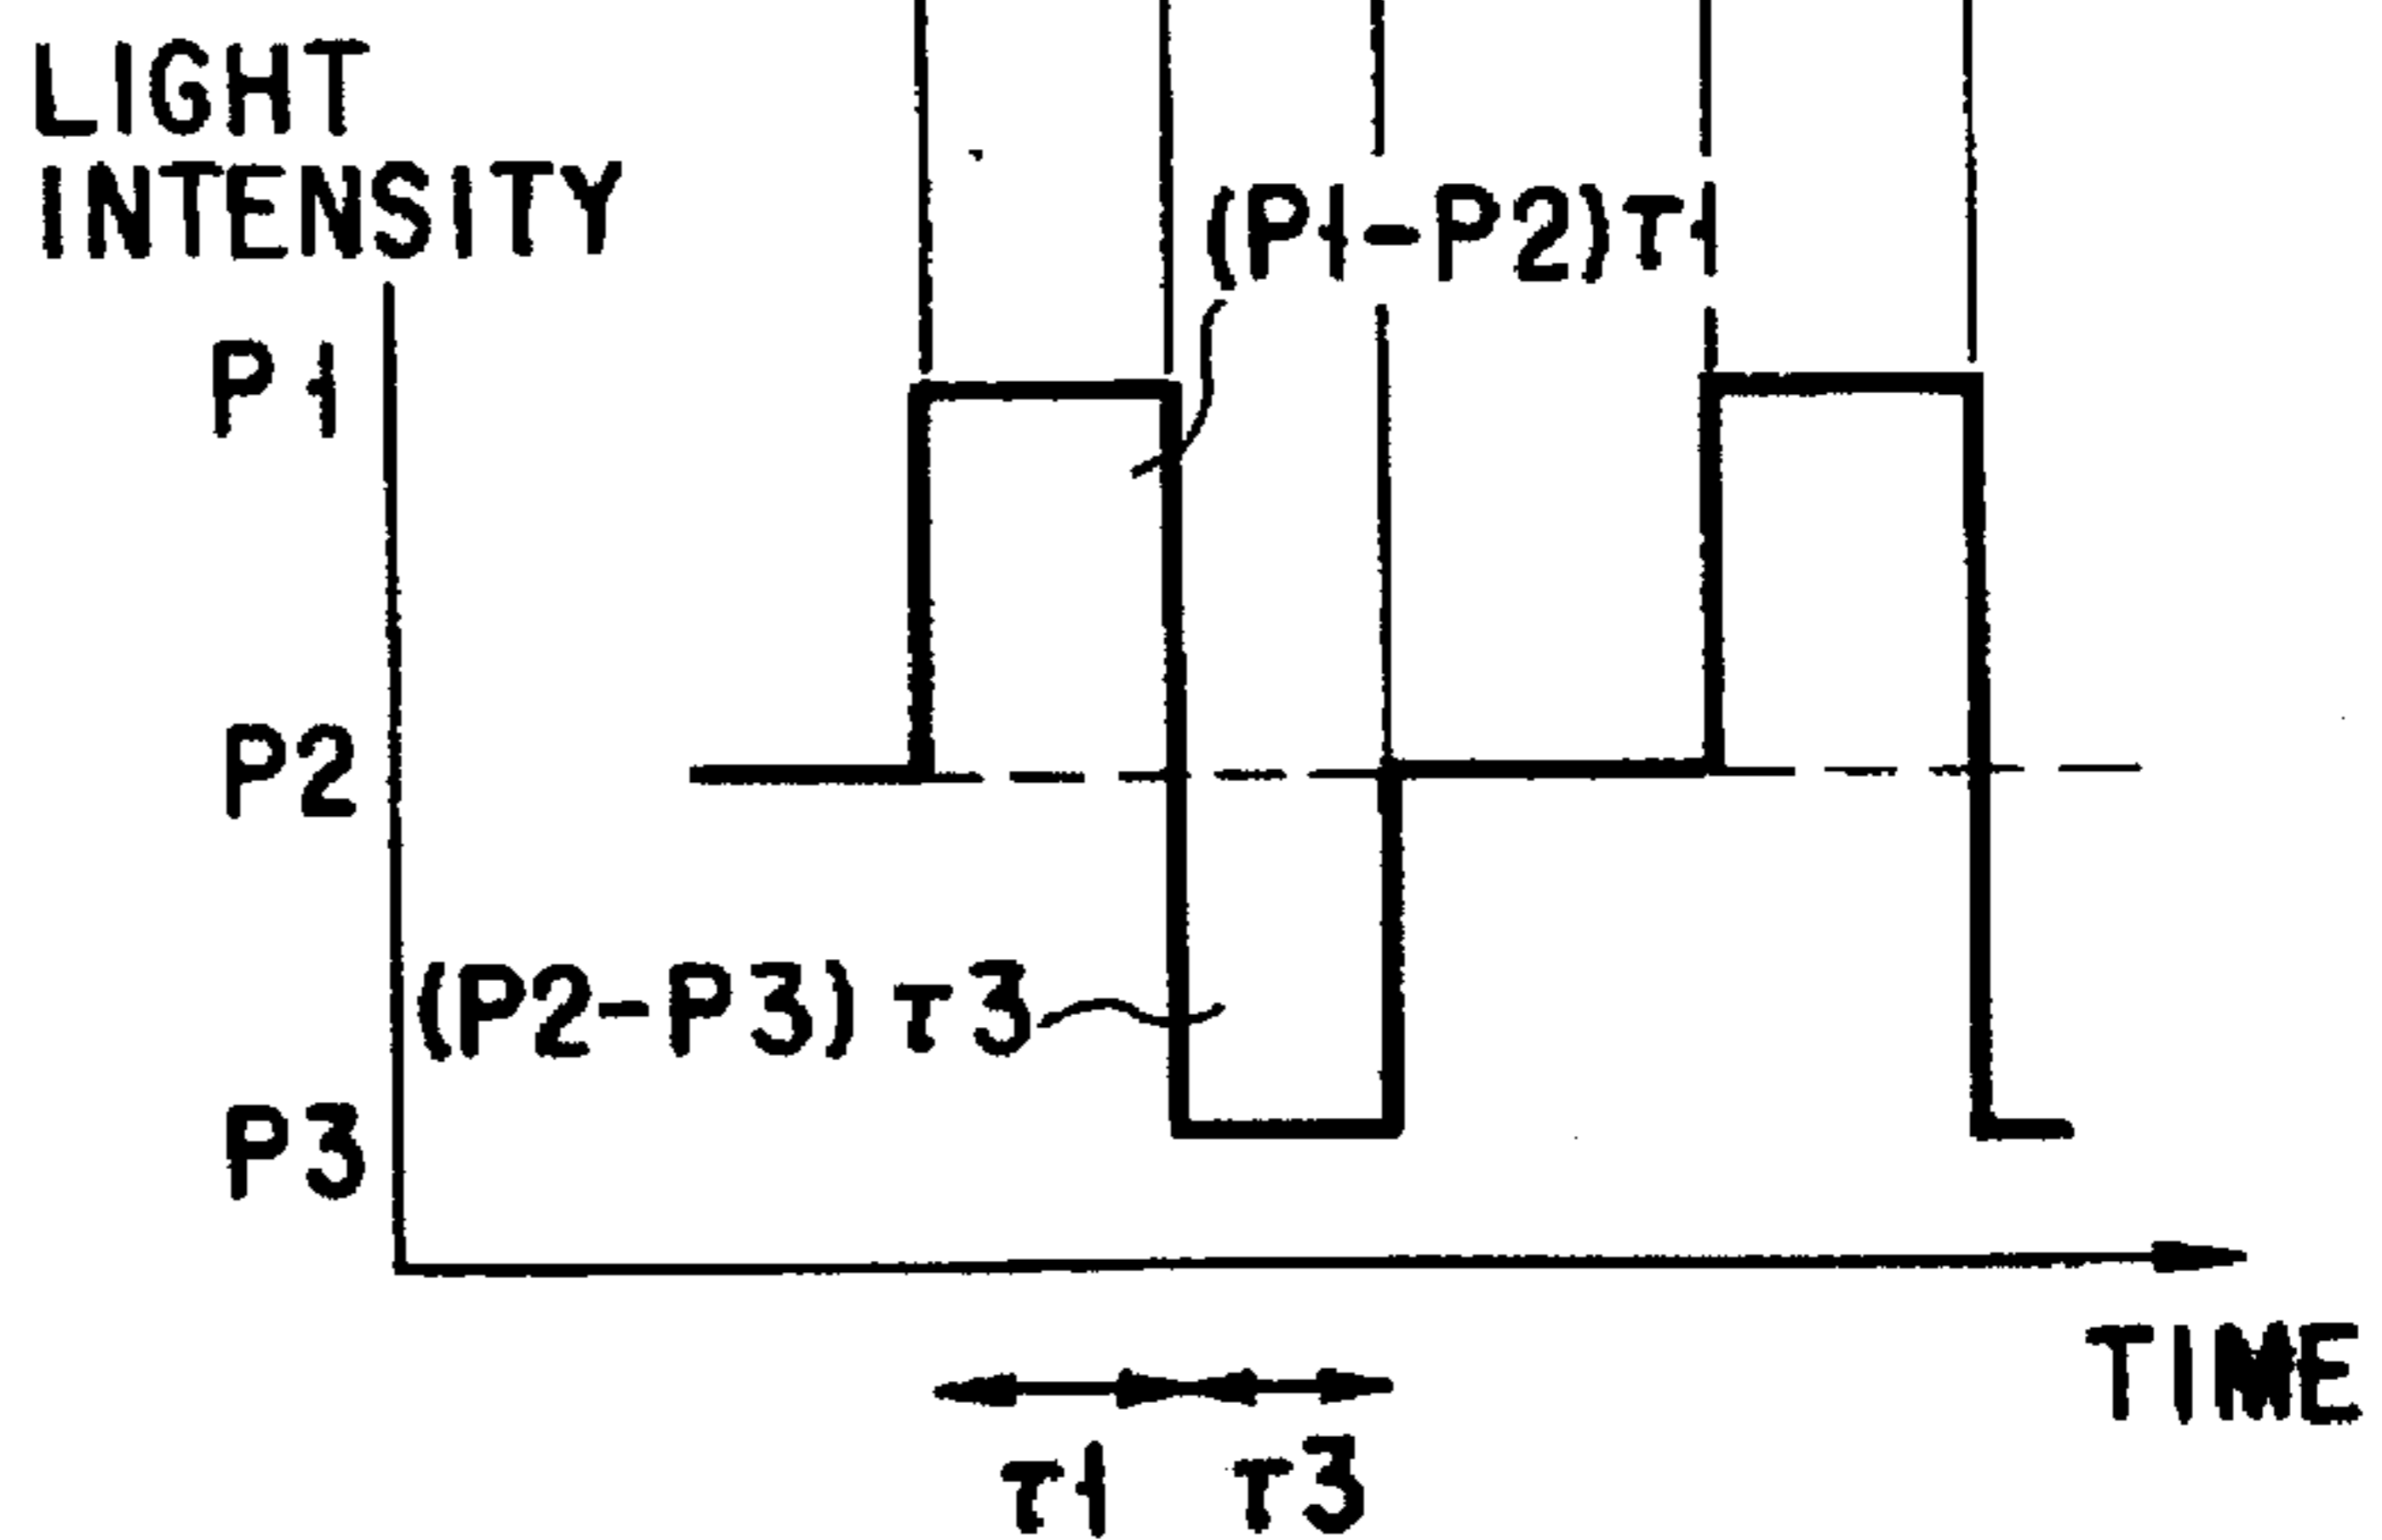 LIGHT
INTENSITY
(P1-P2)τ1
P1
P2
(P2-P3)τ3
P3
TIME
τ1 τ3